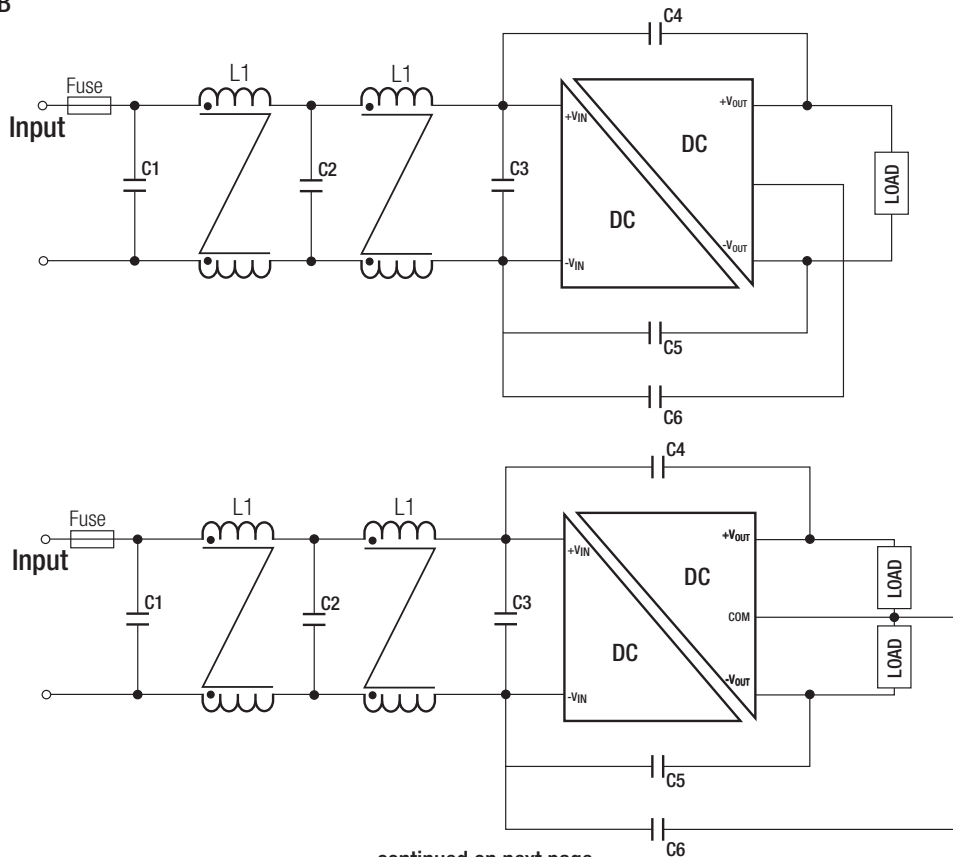 B
C4
Fuse
L1
L1
Input
+VIN
+VOUT
DC
C1
C2
C3
LOAD
DC
-VOUT
-VIN
C5
C6
C4
Fuse
L1
L1
Input
+VIN
+VOUT
DC
LOAD
C1
C2
C3
COM
DC
LOAD
-VOUT
-VIN
C5
C6
continued on next page